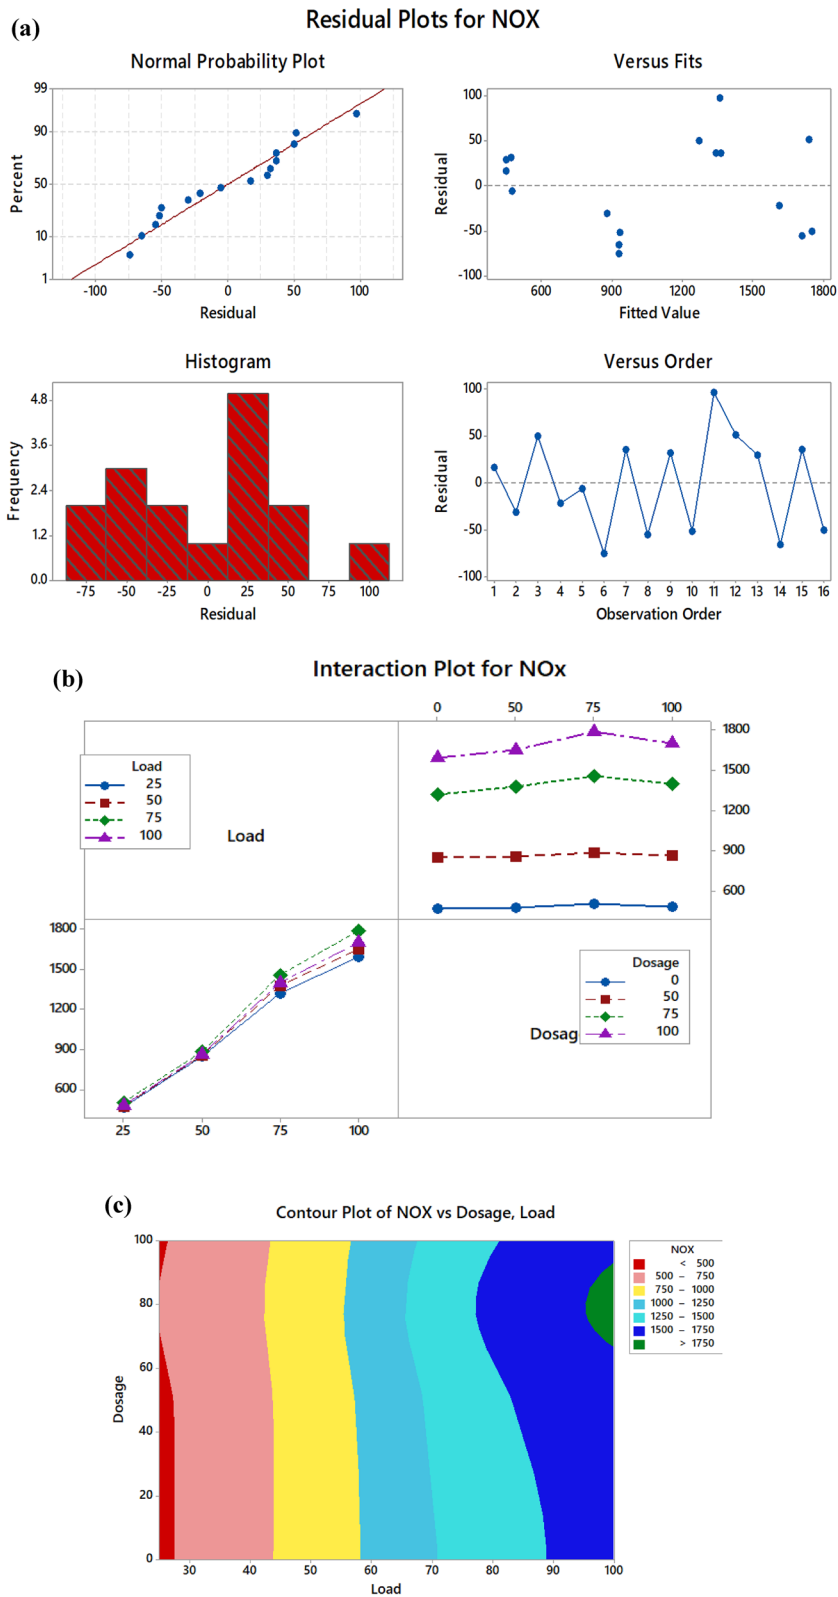 (a)
Residual Plots for NOX
Normal Probability Plot
Versus Fits
99
90
50
10
1
Percent
-100 -50 0 50 100
Residual
100
50
0
-50
-100
Residual
600 900 1200 1500 1800
Fitted Value
Histogram
Versus Order
4.8
3.6
2.4
1.2
0.0
Frequency
-75 -50 -25 0 25 50 75 100
Residual
100
50
0
-50
-100
Residual
1 2 3 4 5 6 7 8 9 10 11 12 13 14 15 16
Observation Order
(b)
Interaction Plot for NOx
0 50 75 100
Load
25
50
75
100
Load
1800
1500
1200
900
600
1800
1500
1200
900
600
Dosage
0
50
75
100
Dosag
25 50 75 100
(c)
Contour Plot of NOX vs Dosage, Load
100
80
60
40
20
0
Dosage
30 40 50 60 70 80 90 100
Load
NOX
< 500
500 – 750
750 – 1000
1000 – 1250
1250 – 1500
1500 – 1750
> 1750